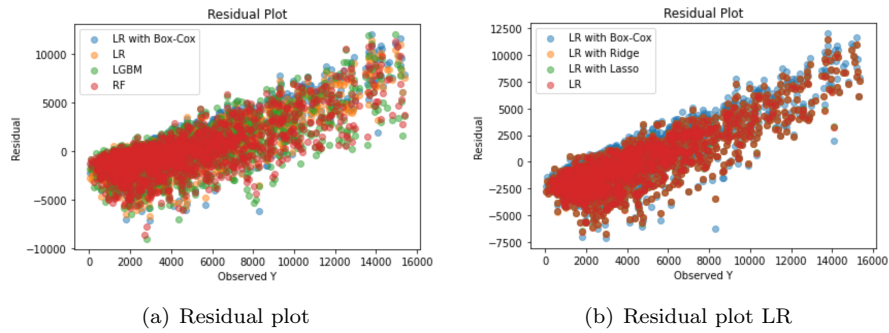 Residual Plot
LR with Box-Cox
LR
LGBM
RF
10000
5000
0
−5000
−10000
Residual
0 2000 4000 6000 8000 10000 12000 14000 16000
Observed Y
(a) Residual plot
Residual Plot
LR with Box-Cox
LR with Ridge
LR with Lasso
LR
12500
10000
7500
5000
2500
0
−2500
−5000
−7500
Residual
0 2000 4000 6000 8000 10000 12000 14000 16000
Observed Y
(b) Residual plot LR